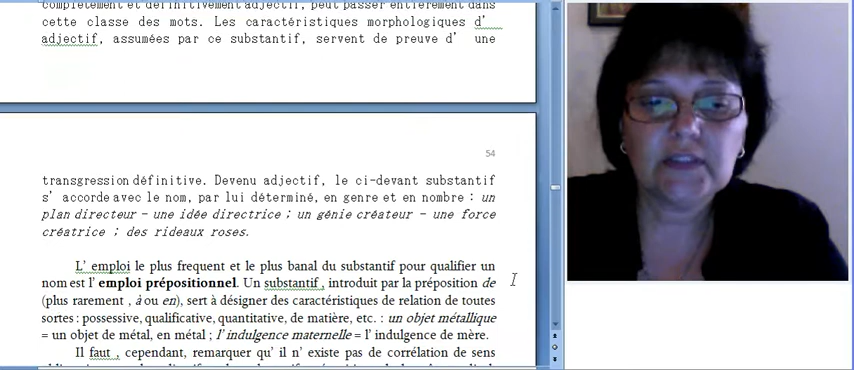 complètement et définitivement adjectif, peut passer entièrement dans
cette classe des mots. Les caractéristiques morphologiques d’
adjectif, assumées par ce substantif, servent de preuve d’ une
54
transgression définitive. Devenu adjectif, le ci-devant substantif
s’ accorde avec le nom, par lui déterminé, en genre et en nombre : un
plan directeur – une idée directrice ; un génie créateur – une force
créatrice ; des rideaux roses.
L’ emploi le plus frequent et le plus banal du substantif pour qualifier un
nom est l’ emploi prépositionnel. Un substantif , introduit par la préposition de
(plus rarement , à ou en), sert à désigner des caractéristiques de relation de toutes
sortes : possessive, qualificative, quantitative, de matière, etc. : un objet métallique
= un objet de métal, en métal ; l’indulgence maternelle = l’ indulgence de mère.
Il faut , cependant, remarquer qu’ il n’ existe pas de corrélation de sens